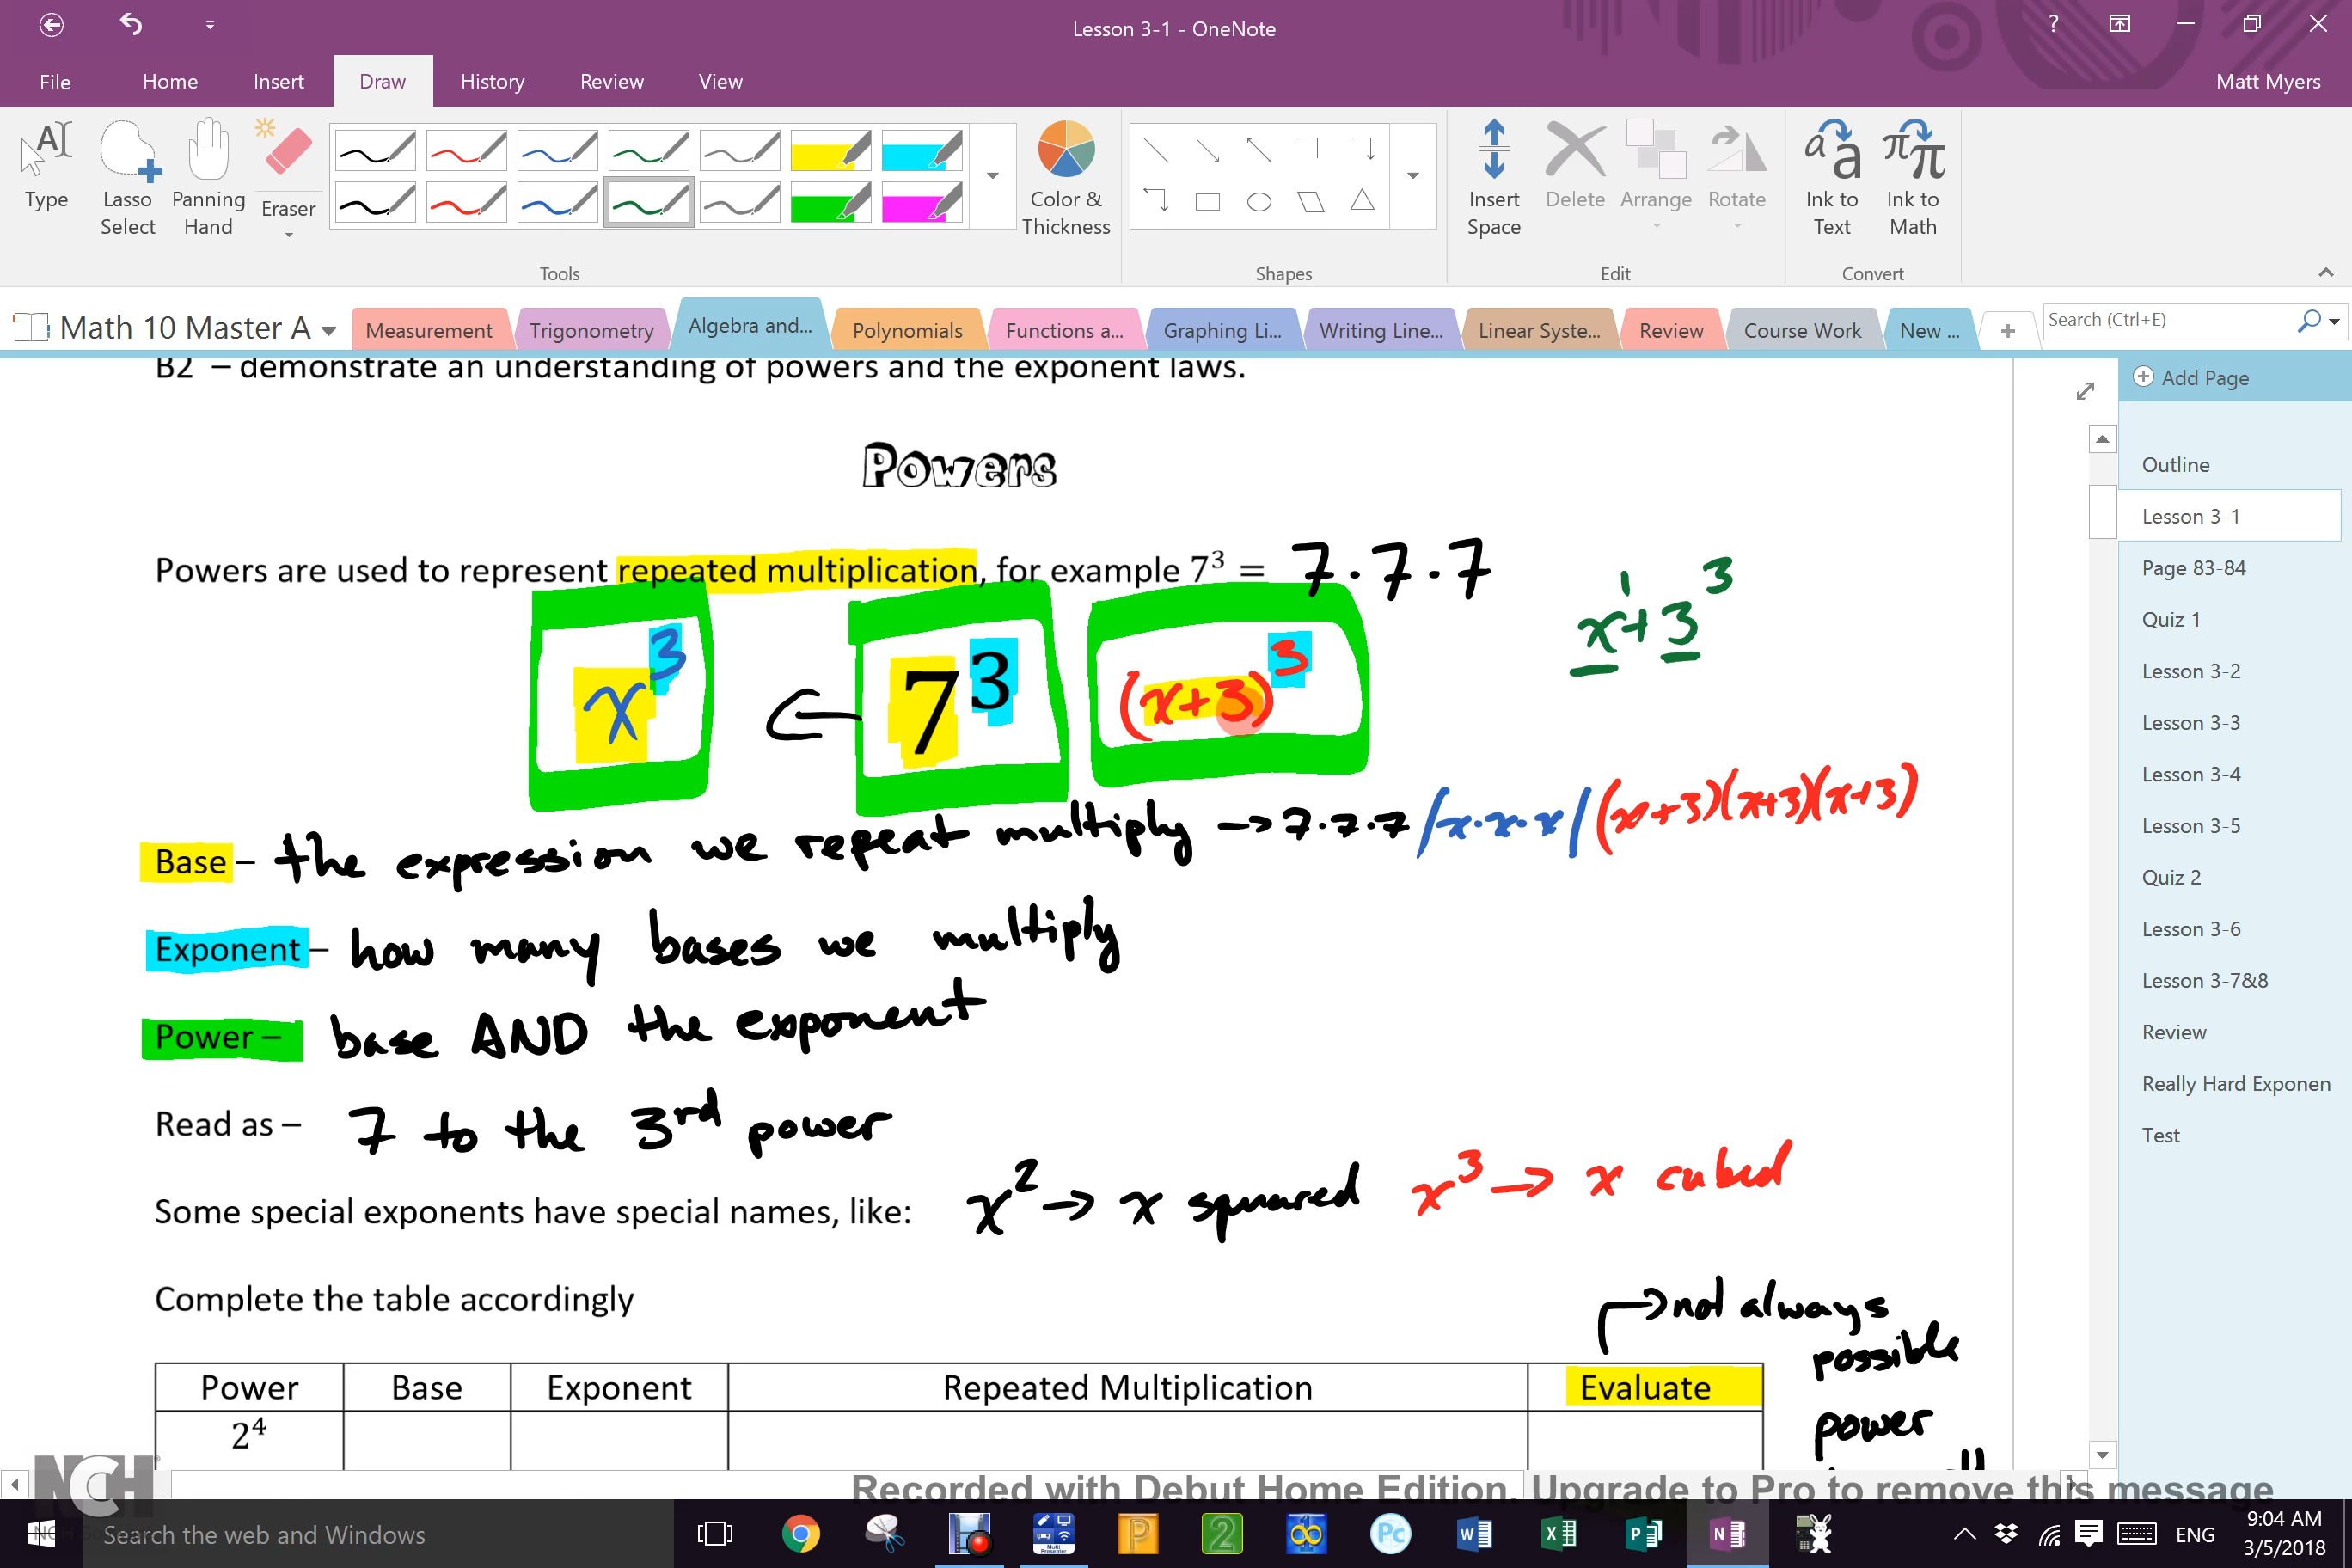 Lesson 3-1 - OneNote
?
File Home Insert Draw History Review View Matt Myers
Type
Lasso Select
Panning Hand
Eraser
Color & Thickness
Insert Space
Delete
Arrange
Rotate
Ink to Text
Ink to Math
Tools Shapes Edit Convert
Math 10 Master A Measurement Trigonometry Algebra and... Polynomials Functions a... Graphing Li... Writing Line... Linear Syste... Review Course Work New ... + Search (Ctrl+E)
B2 – demonstrate an understanding of powers and the exponent laws.
Powers
Powers are used to represent repeated multiplication, for example 7³ = 7·7·7
x¹+3³
x³ 7³ (x+3)³
Base – the expression we repeat multiply → 7·7·7 / x·x·x / (x+3)(x+3)(x+3)
Exponent – how many bases we multiply
Power – base AND the exponent
Read as – 7 to the 3rd power
Some special exponents have special names, like: x² → x squared x³ → x cubed
Complete the table accordingly
→ not always
possible
power
Power Base Exponent Repeated Multiplication Evaluate
2⁴
Add Page
Outline
Lesson 3-1
Page 83-84
Quiz 1
Lesson 3-2
Lesson 3-3
Lesson 3-4
Lesson 3-5
Quiz 2
Lesson 3-6
Lesson 3-7&8
Review
Really Hard Exponen
Test
NCH
Recorded with Debut Home Edition. Upgrade to Pro to remove this message
Search the web and Windows
ENG
9:04 AM
3/5/2018